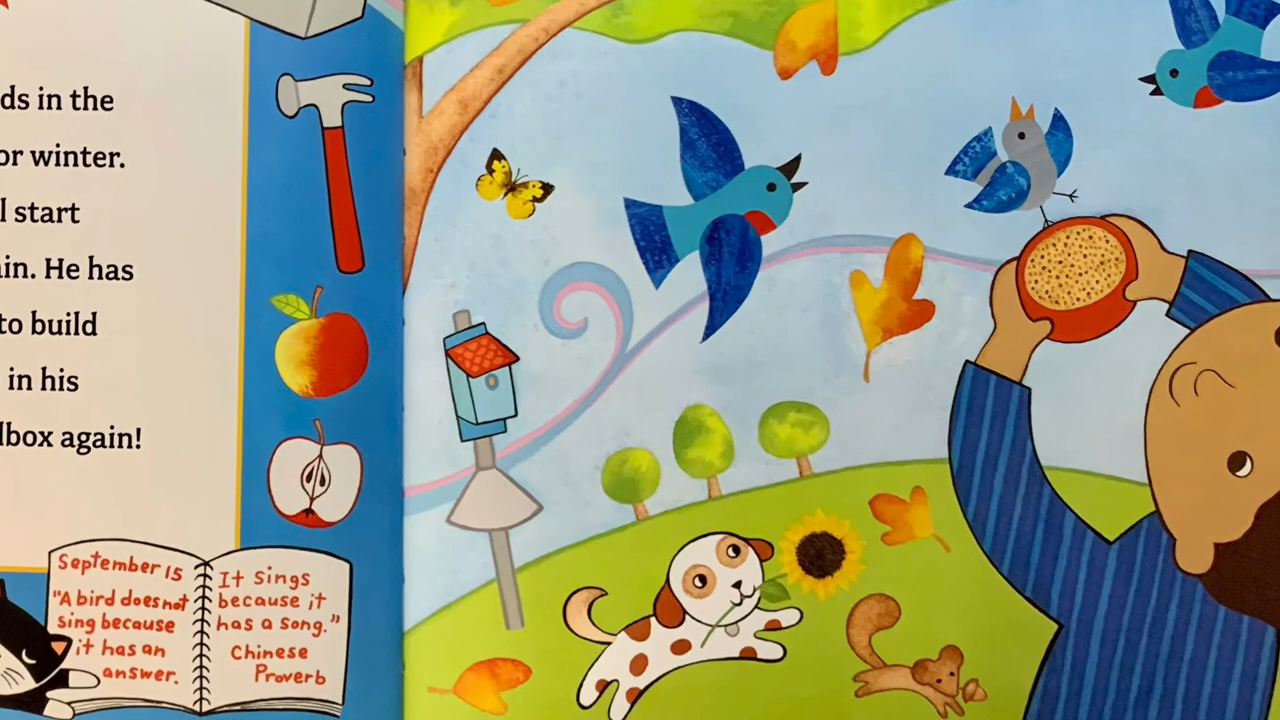 ds in the
or winter.
l start
in. He has
to build
in his
lbox again!
September 15
"A bird does not
sing because
it has an
answer.
It sings
because it
has a song."
Chinese
Proverb